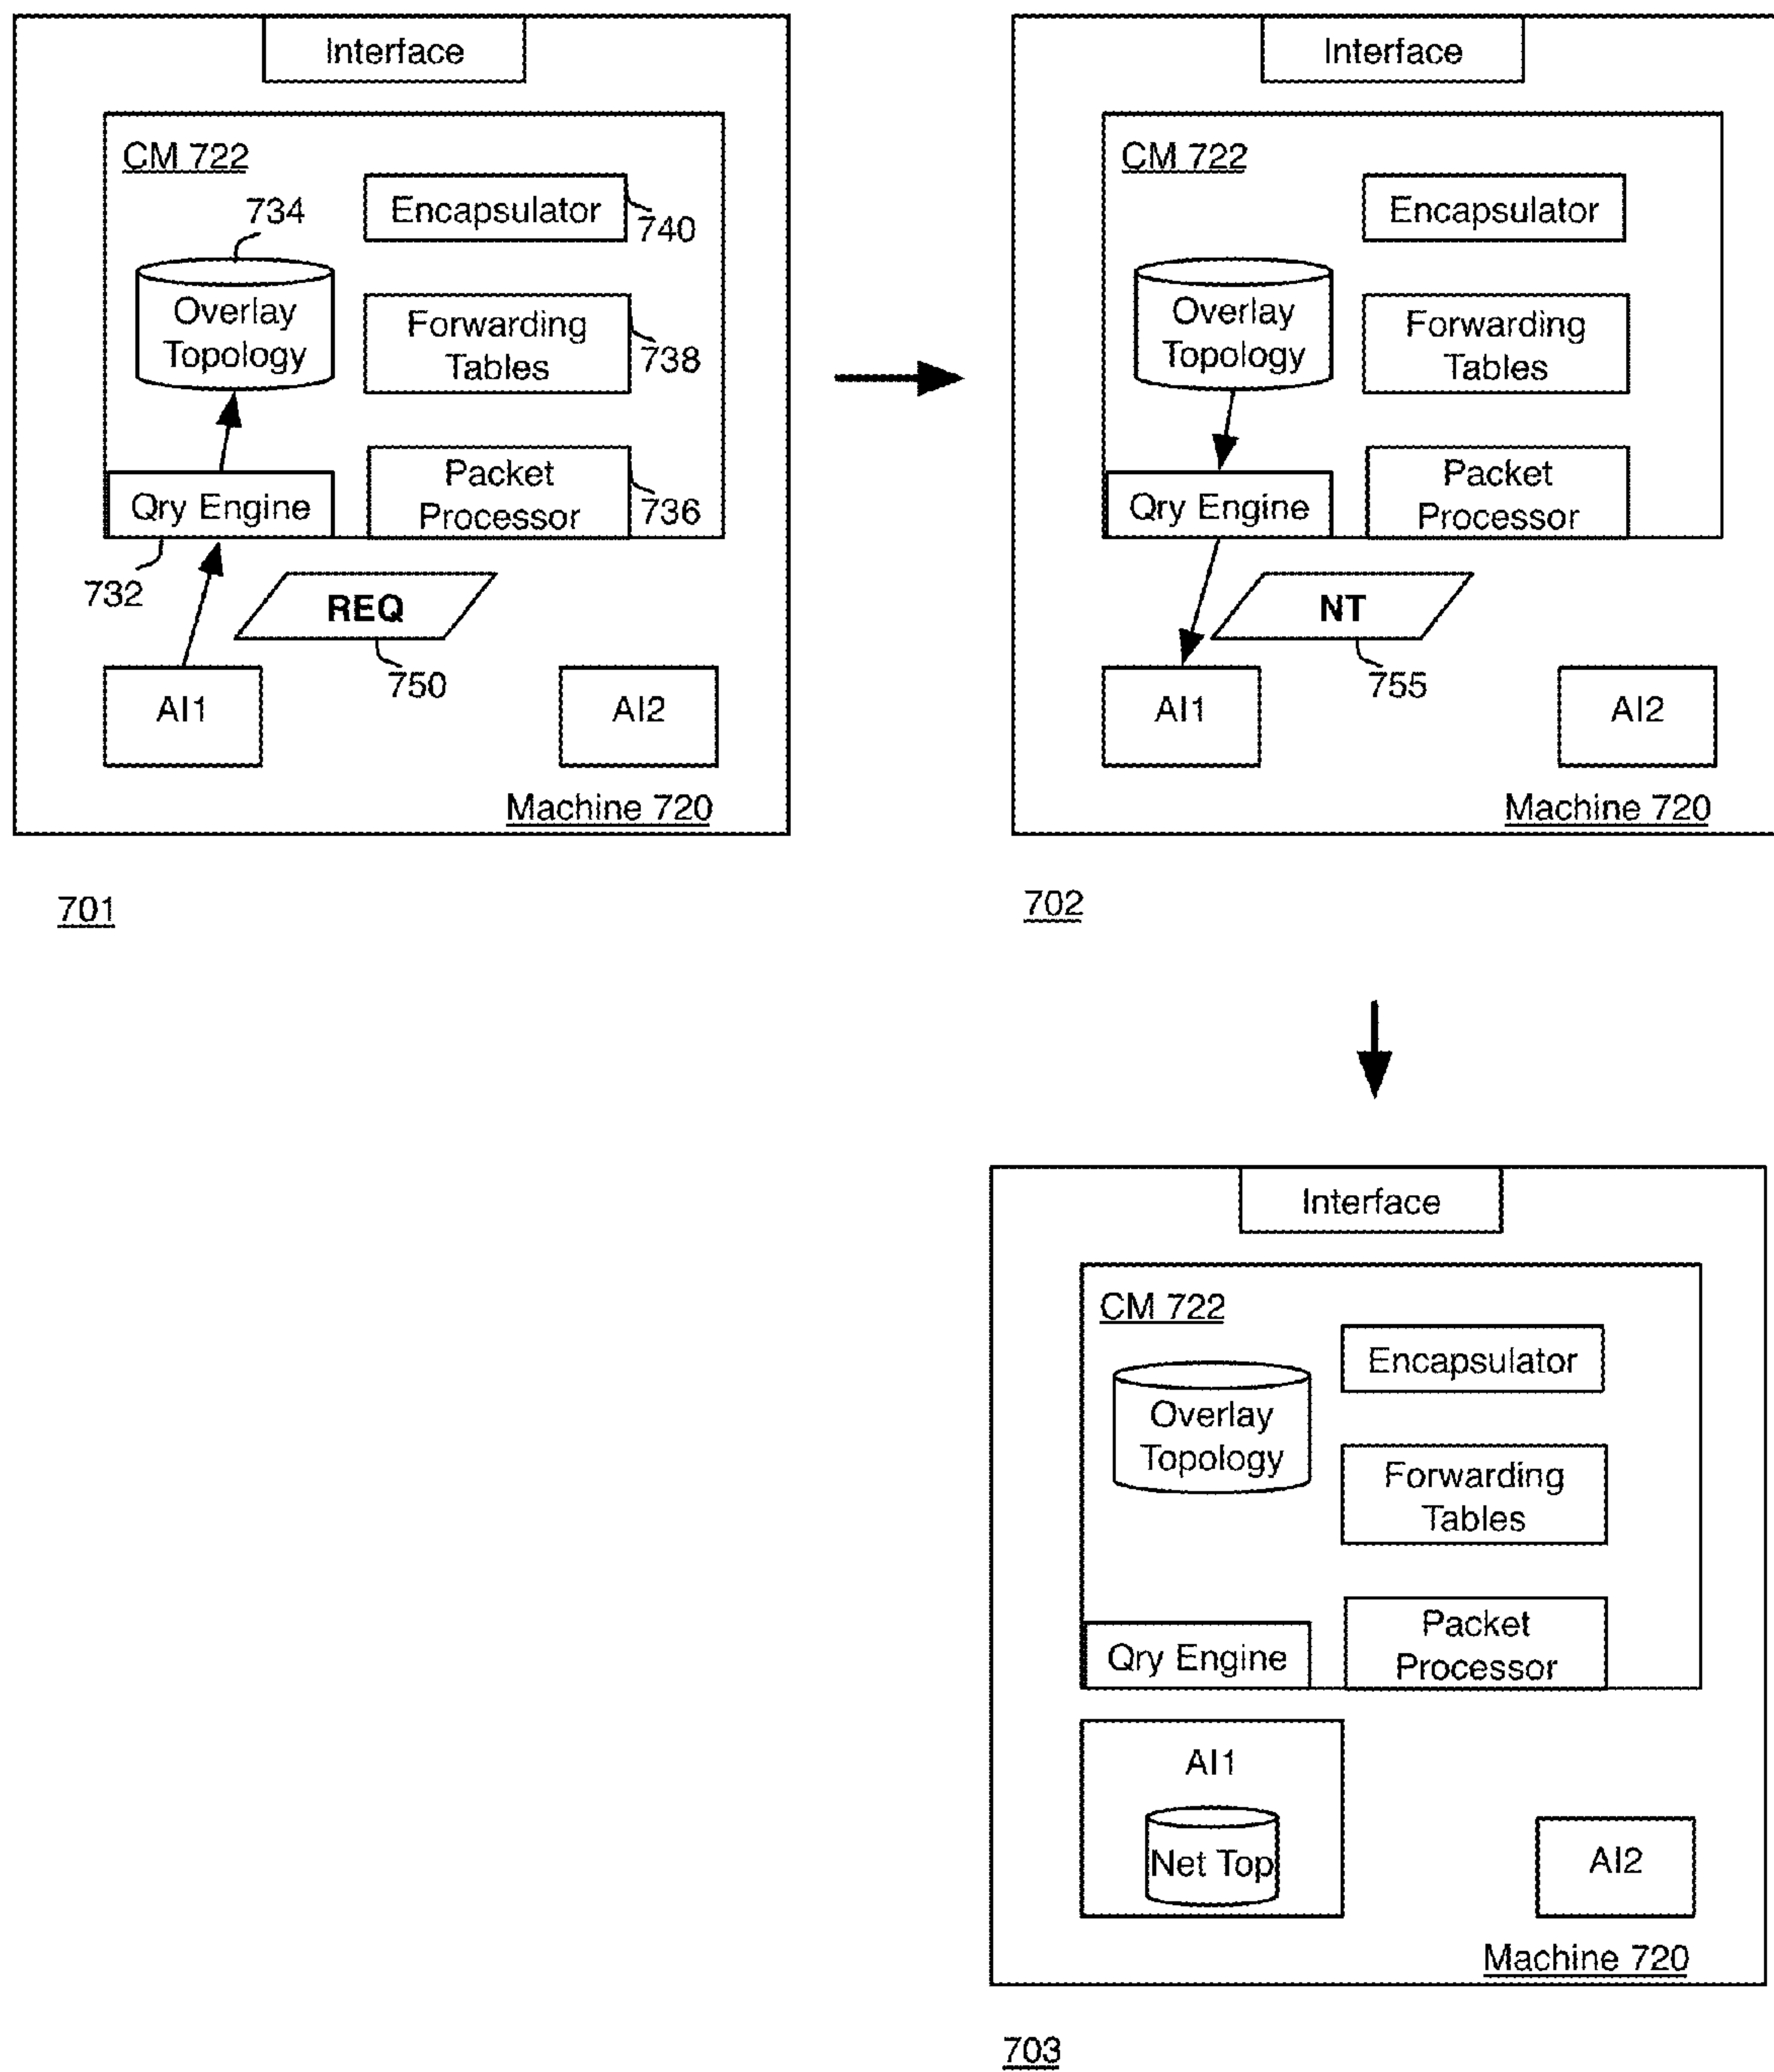 Interface
CM 722
734
Encapsulator
740
Overlay
Topology
Forwarding
Tables
738
Packet
Processor
736
Qry Engine
732
REQ
750
AI1
AI2
Machine 720
701
Interface
CM 722
Encapsulator
Overlay
Topology
Forwarding
Tables
Packet
Processor
Qry Engine
NT
755
AI1
AI2
Machine 720
702
Interface
CM 722
Encapsulator
Overlay
Topology
Forwarding
Tables
Packet
Processor
Qry Engine
AI1
Net Top
AI2
Machine 720
703